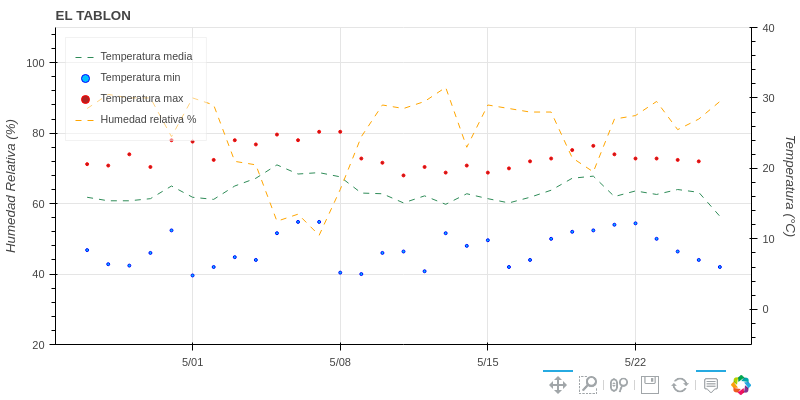 EL TABLON
Temperatura media
Temperatura min
Temperatura max
Humedad relativa %
Humedad Relativa (%)
100
80
60
40
20
40
30
20
10
0
Temperatura (°C)
5/01
5/08
5/15
5/22